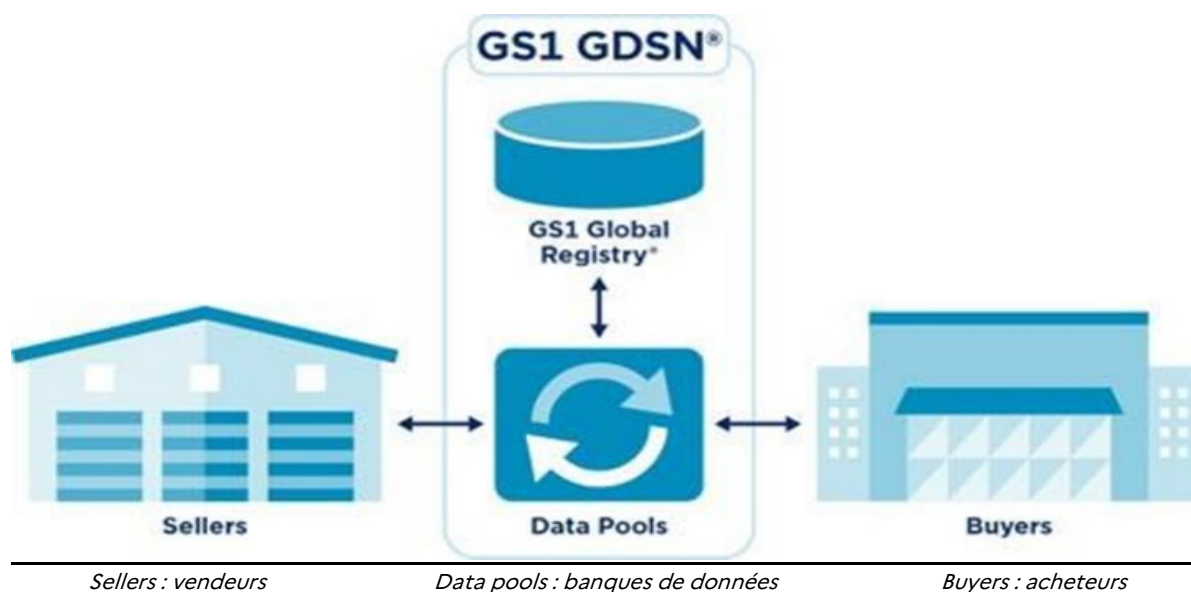 GS1 GDSN®
GS1 Global
Registry®
Sellers
Data Pools
Buyers
Sellers : vendeurs
Data pools : banques de données
Buyers : acheteurs